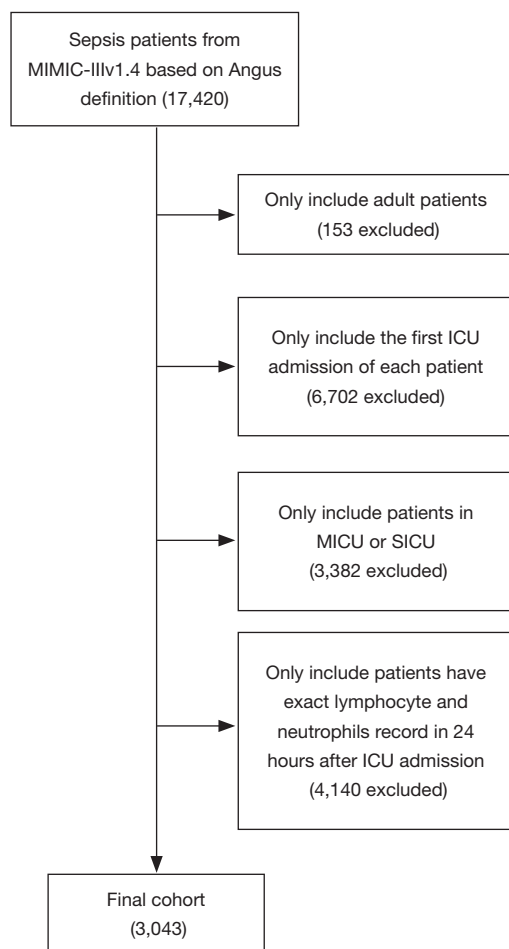 Sepsis patients from
MIMIC-IIIv1.4 based on Angus
definition (17,420)
Only include adult patients
(153 excluded)
Only include the first ICU
admission of each patient
(6,702 excluded)
Only include patients in
MICU or SICU
(3,382 excluded)
Only include patients have
exact lymphocyte and
neutrophils record in 24
hours after ICU admission
(4,140 excluded)
Final cohort
(3,043)